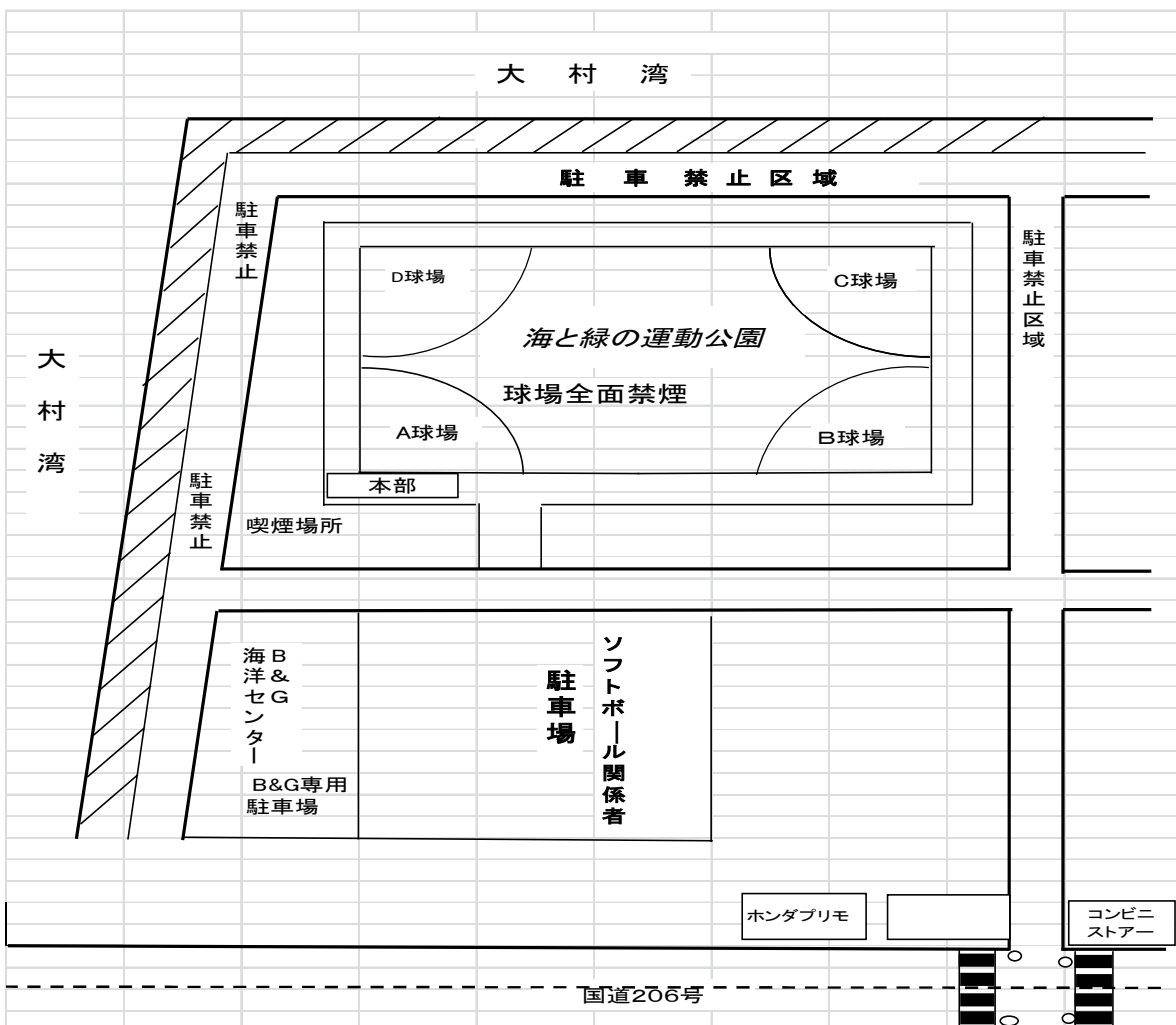 大村湾
駐車禁止区域
駐車禁止
D球場
C球場
駐車禁止区域
海と緑の運動公園
大村湾
球場全面禁煙
A球場
B球場
駐車禁止
本部
喫煙場所
B&G
海洋センター
B&G専用
駐車場
ソフトボール関係者
駐車場
ホンダプリモ
コンビニ
ストアー
国道206号